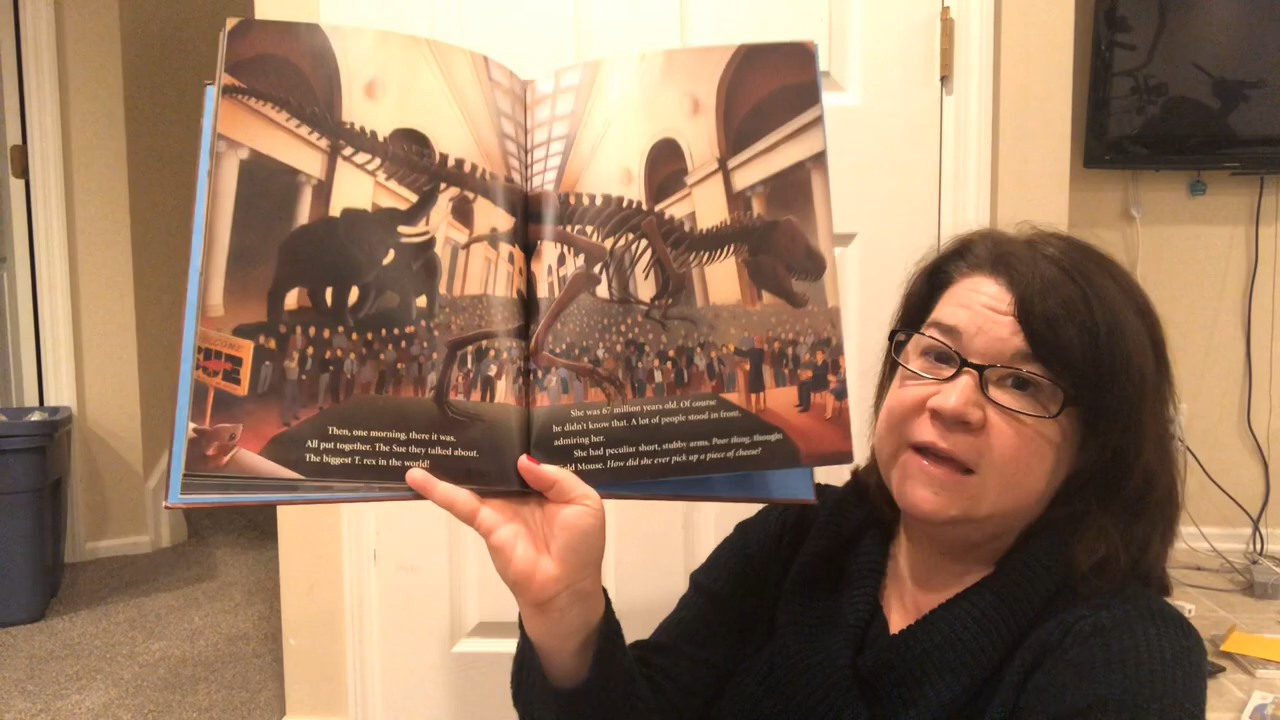 WELCOME
SUE
Then, one morning, there it was.
All put together. The Sue they talked about.
The biggest T. rex in the world!
She was 67 million years old. Of course
he didn't know that. A lot of people stood in front,
admiring her.
She had peculiar short, stubby arms. Poor thing, thought
Field Mouse. How did she ever pick up a piece of cheese?